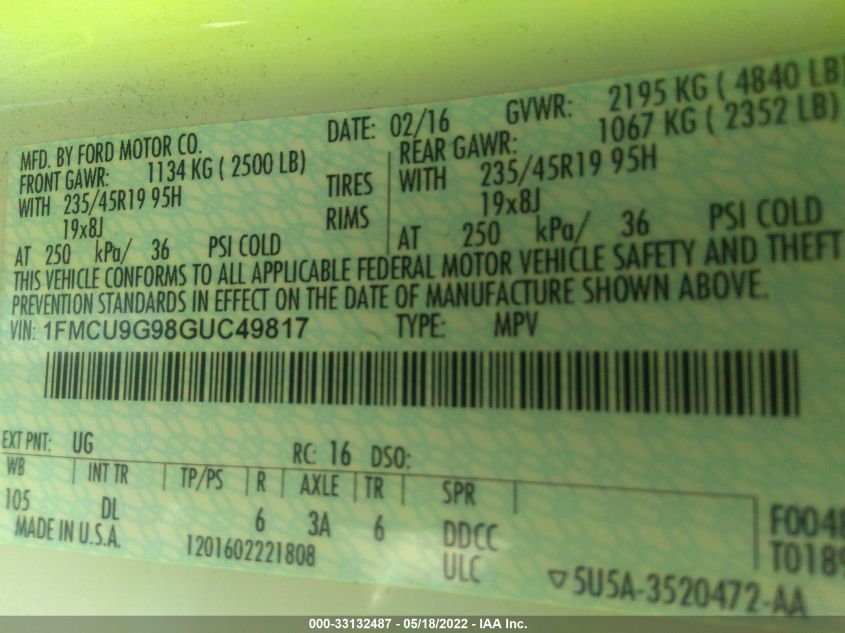 MFD. BY FORD MOTOR CO. DATE: 02/16 GVWR: 2195 KG ( 4840 LB)
FRONT GAWR: 1134 KG ( 2500 LB) REAR GAWR: 1067 KG ( 2352 LB)
WITH 235/45R19 95H TIRES WITH 235/45R19 95H
19x8J RIMS 19x8J
AT 250 kPa/ 36 PSI COLD AT 250 kPa/ 36 PSI COLD
THIS VEHICLE CONFORMS TO ALL APPLICABLE FEDERAL MOTOR VEHICLE SAFETY AND THEFT
PREVENTION STANDARDS IN EFFECT ON THE DATE OF MANUFACTURE SHOWN ABOVE.
VIN: 1FMCU9G98GUC49817 TYPE: MPV
EXT PNT: UG RC: 16 DSO:
WB INT TR TP/PS R AXLE TR SPR
105 DL 6 3A 6 DDCC F0048
MADE IN U.S.A. 1201602221808 ULC T0189
▽5U5A-3520472-AA
000-33132487 - 05/18/2022 - IAA Inc.